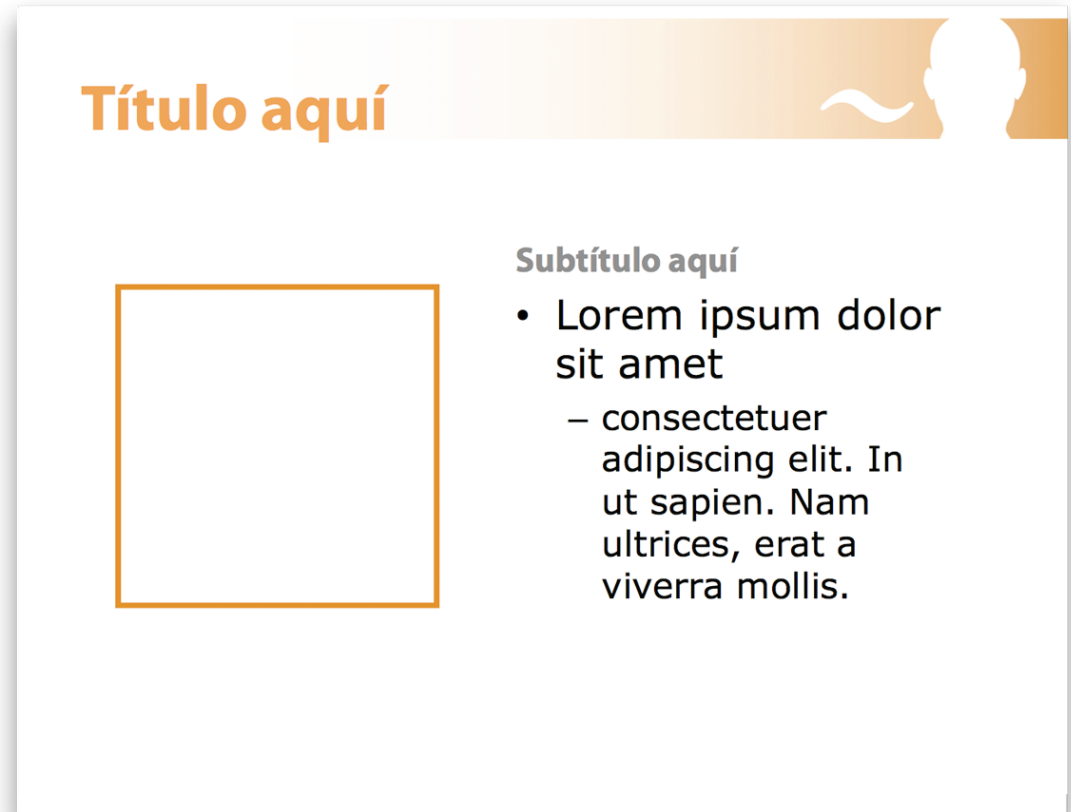 Título aquí
Subtítulo aquí
• Lorem ipsum dolor
sit amet
– consectetuer
adipiscing elit. In
ut sapien. Nam
ultrices, erat a
viverra mollis.